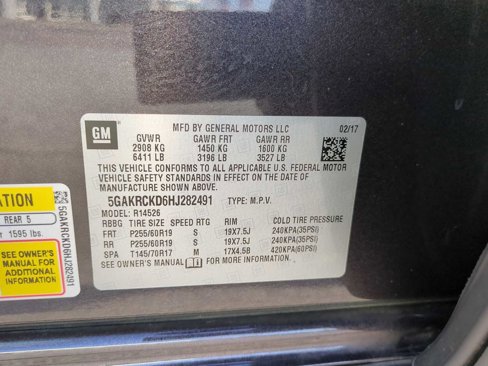 GM
MFD BY GENERAL MOTORS LLC 02/17
GVWR GAWR FRT GAWR RR
2908 KG 1450 KG 1600 KG
6411 LB 3196 LB 3527 LB
THIS VEHICLE CONFORMS TO ALL APPLICABLE U.S. FEDERAL MOTOR
VEHICLE SAFETY STANDARDS IN EFFECT ON THE DATE OF
MANUFACTURE SHOWN ABOVE.
5GAKRCKD6HJ282491 TYPE: M.P.V.
MODEL: R14526
RBBG TIRE SIZE SPEED RTG RIM COLD TIRE PRESSURE
FRT P255/60R19 S 19X7.5J 240KPA(35PSI)
RR P255/60R19 S 19X7.5J 240KPA(35PSI)
SPA T145/70R17 M 17X4.5B 420KPA(60PSI)
SEE OWNER'S MANUAL FOR MORE INFORMATION.
ATION
REAR 5
1595 lbs.
SEE OWNER'S
MANUAL FOR
ADDITIONAL
INFORMATION
5GAKRCKD6HJ282491